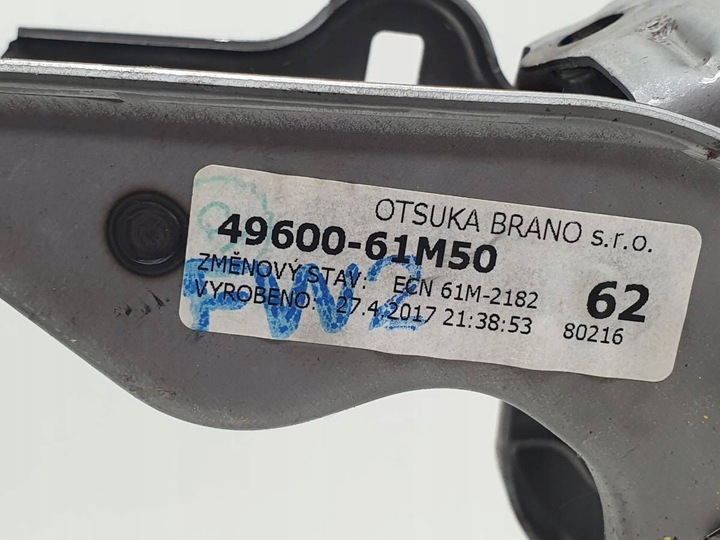 OTSUKA BRANO s.r.o.
49600-61M50
ZMĚNOVÝ STAV: ECN 61M-2182 62
VYROBENO: 27.4.2017 21:38:53 80216
PW2